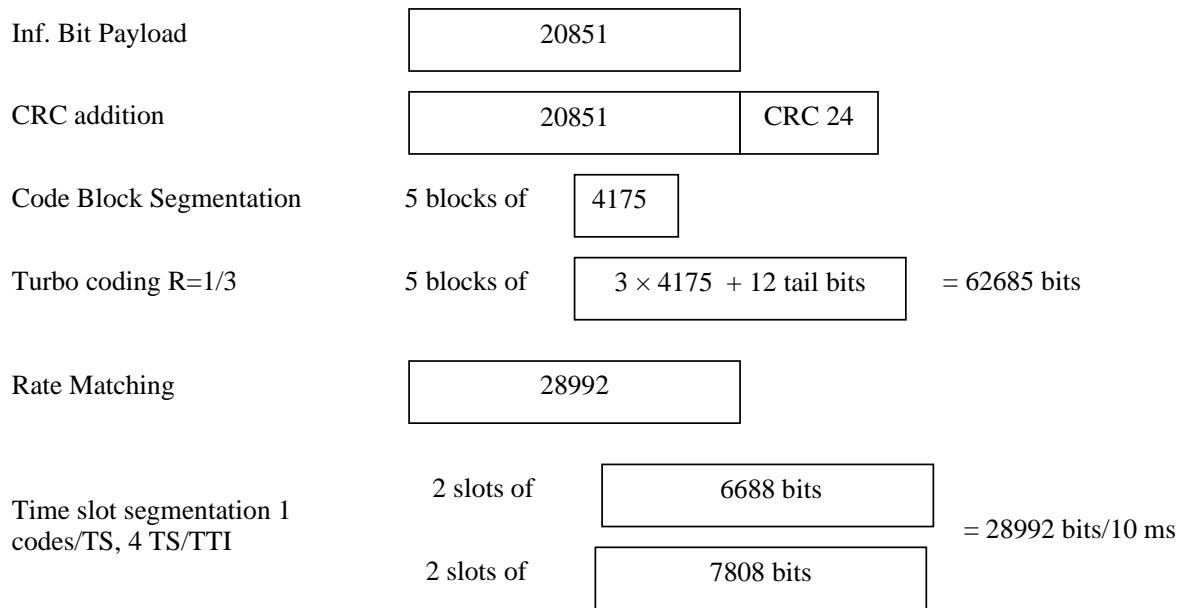 Inf. Bit Payload 20851
CRC addition 20851 CRC 24
Code Block Segmentation 5 blocks of 4175
Turbo coding R=1/3 5 blocks of 3 × 4175 + 12 tail bits = 62685 bits
Rate Matching 28992
2 slots of 6688 bits
Time slot segmentation 1
codes/TS, 4 TS/TTI
= 28992 bits/10 ms
2 slots of 7808 bits